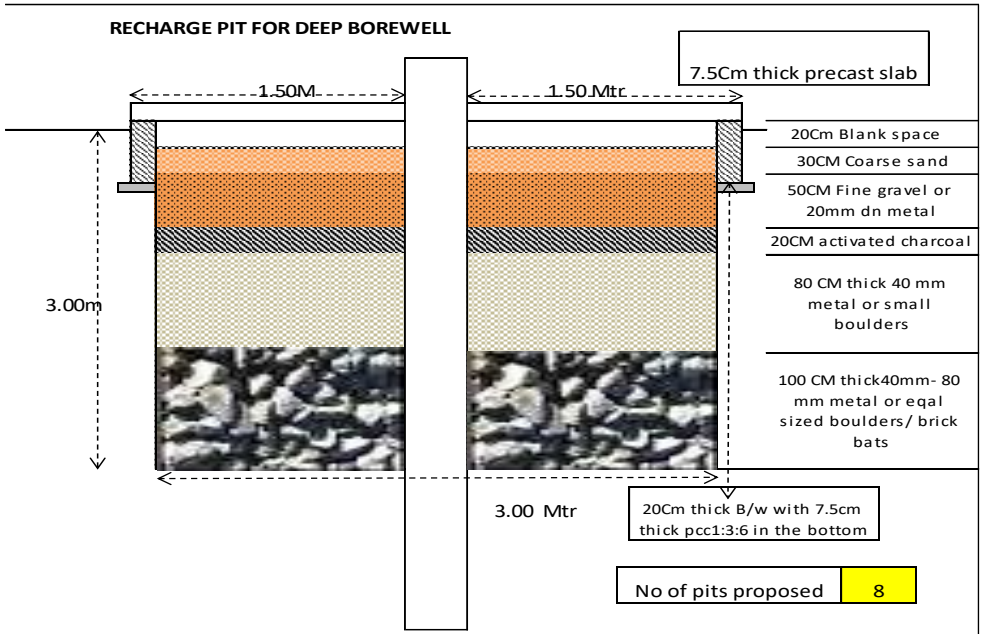 RECHARGE PIT FOR DEEP BOREWELL
7.5Cm thick precast slab
1.50M
1.50 Mtr
20Cm Blank space
30CM Coarse sand
50CM Fine gravel or
20mm dn metal
20CM activated charcoal
80 CM thick 40 mm
metal or small
boulders
3.00m
100 CM thick40mm- 80
mm metal or eqal
sized boulders/ brick
bats
3.00 Mtr
20Cm thick B/w with 7.5cm
thick pcc1:3:6 in the bottom
No of pits proposed 8